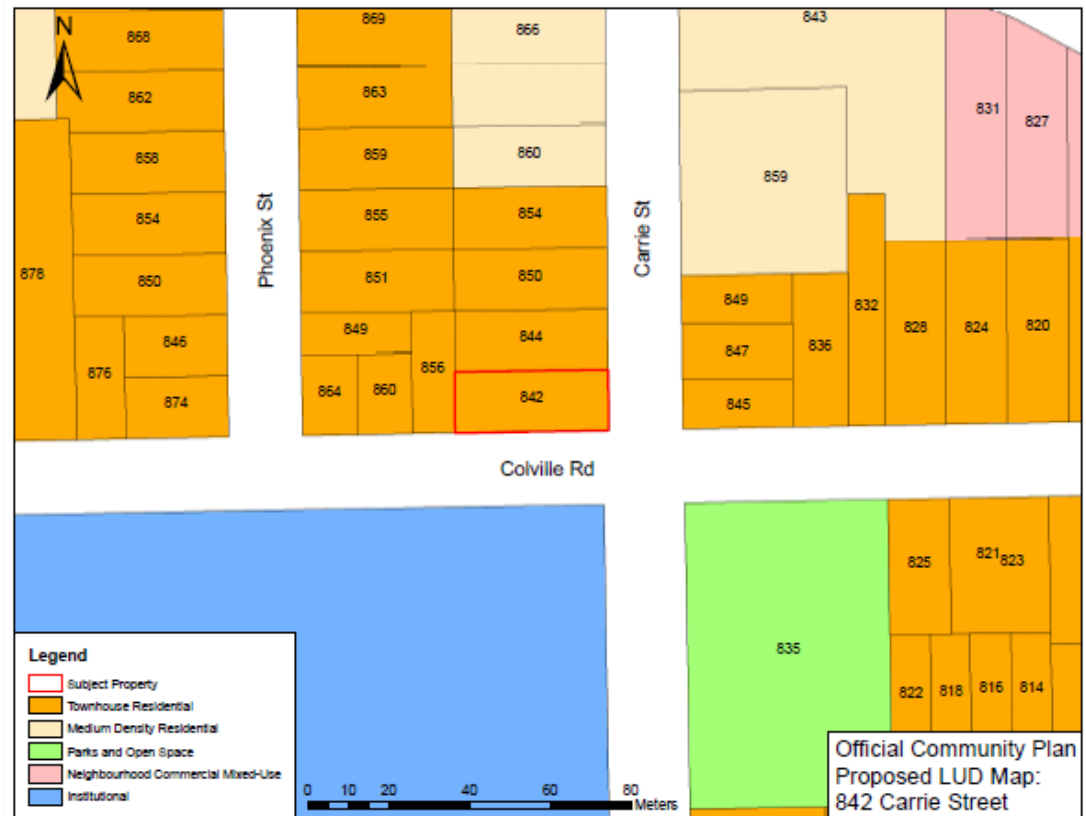 N
868
862
858
854
850
846
874
876
878
Phoenix St
869
863
859
855
851
849
864
860
856
866
860
854
850
844
842
Carrie St
843
859
849
847
845
836
832
828
824
820
831
827
Colville Rd
835
825
821
823
822
818
816
814
Legend
Subject Property
Townhouse Residential
Medium Density Residential
Parks and Open Space
Neighbourhood Commercial Mixed-Use
Institutional
0 10 20 40 60 80
Meters
Official Community Plan
Proposed LUD Map:
842 Carrie Street